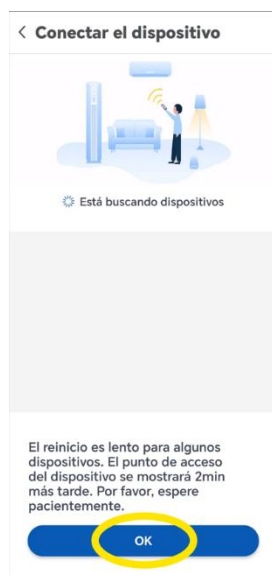 < Conectar el dispositivo
Está buscando dispositivos
El reinicio es lento para algunos
dispositivos. El punto de acceso
del dispositivo se mostrará 2min
más tarde. Por favor, espere
pacientemente.
OK